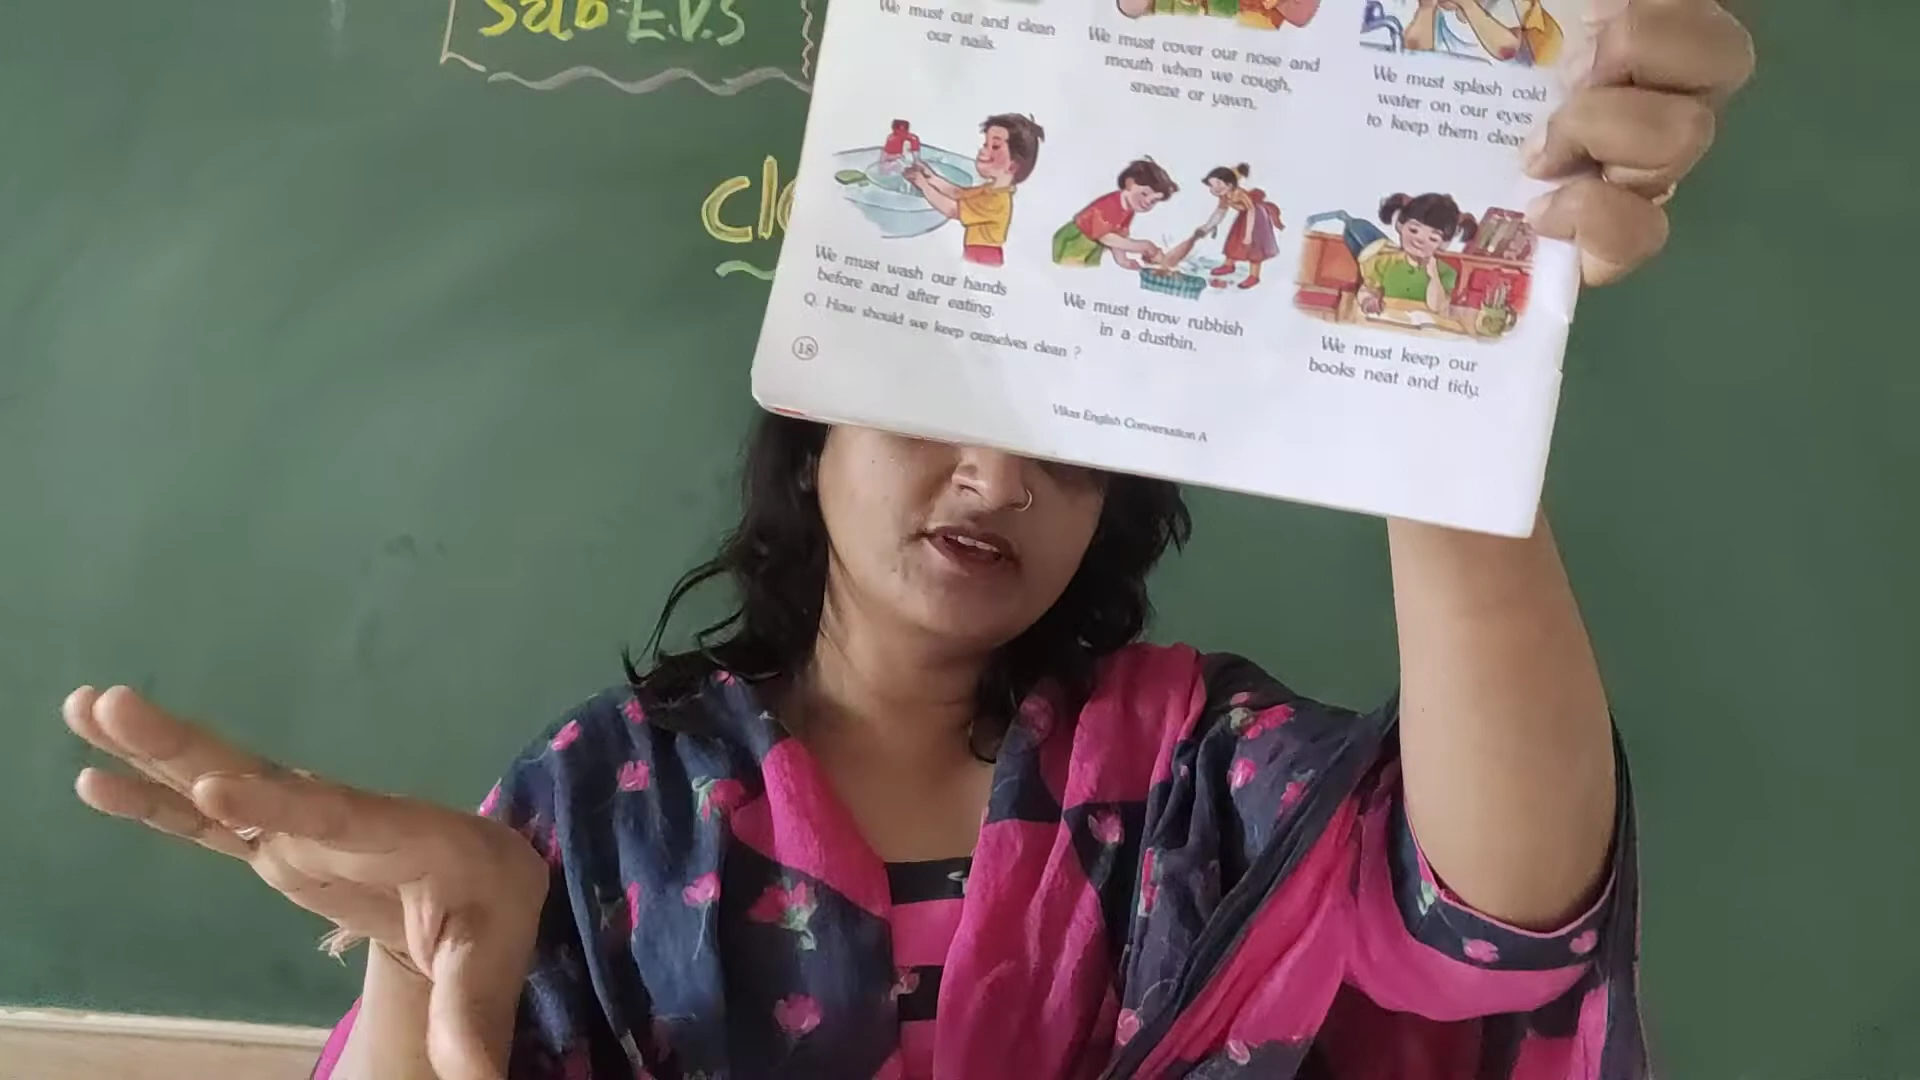 Sub:E.V.S
Cle
We must cut and clean
our nails.
We must cover our nose and
mouth when we cough,
sneeze or yawn.
We must splash cold
water on our eyes
to keep them clean
We must wash our hands
before and after eating.
We must throw rubbish
in a dustbin.
We must keep our
books neat and tidy.
Q. How should we keep ourselves clean ?
18
Vikas English Conversation A